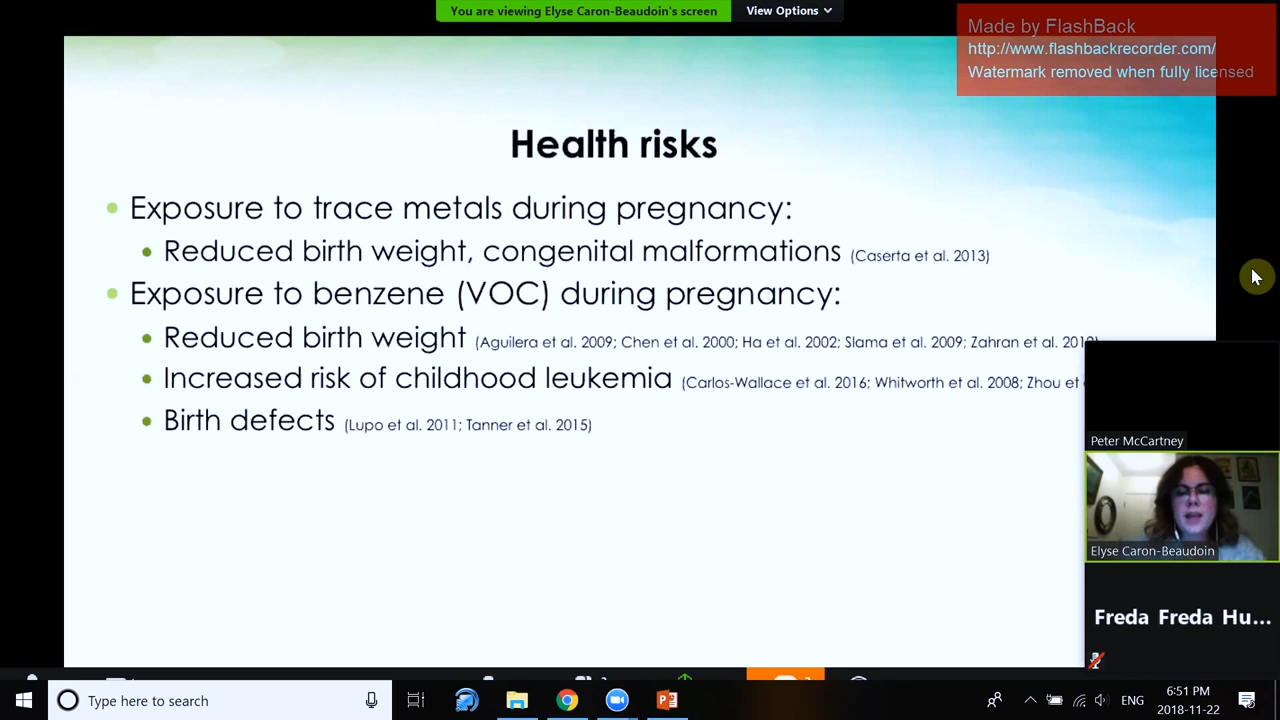 You are viewing Elyse Caron-Beaudoin's screen
View Options
Made by FlashBack
http://www.flashbackrecorder.com/
Watermark removed when fully licensed
Health risks
Exposure to trace metals during pregnancy:
Reduced birth weight, congenital malformations (Caserta et al. 2013)
Exposure to benzene (VOC) during pregnancy:
Reduced birth weight (Aguilera et al. 2009; Chen et al. 2000; Ha et al. 2002; Slama et al. 2009; Zahran et al.
Increased risk of childhood leukemia (Carlos-Wallace et al. 2016; Whitworth et al. 2008; Zhou et
Birth defects (Lupo et al. 2011; Tanner et al. 2015)
Peter McCartney
Elyse Caron-Beaudoin
Freda Freda Hu...
Type here to search
ENG
6:51 PM
2018-11-22